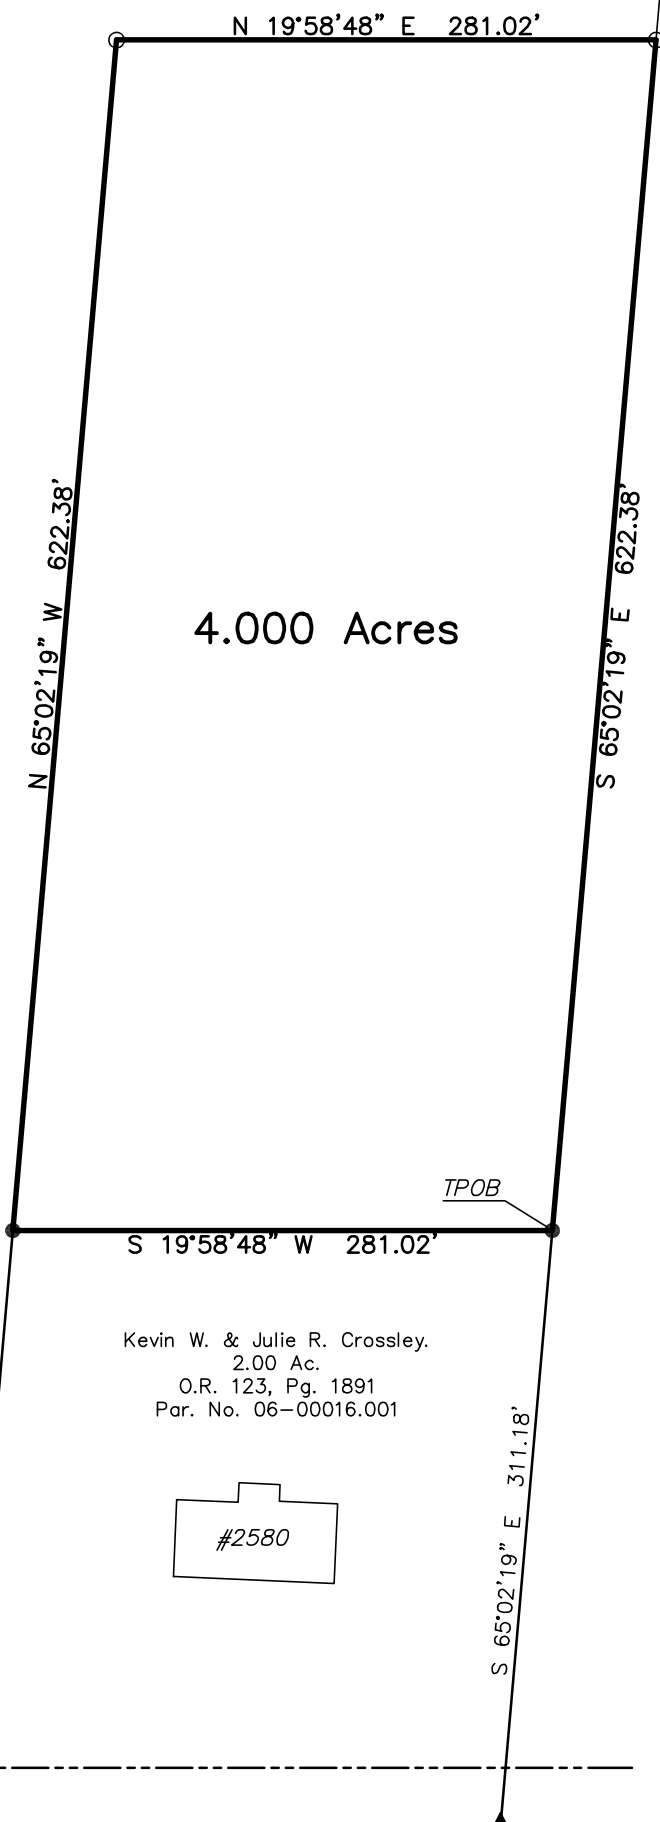 N 19°58'48" E 281.02'
N 65°02'19" W 622.38'
S 65°02'19" E 622.38'
4.000 Acres
TPOB
S 19°58'48" W 281.02'
Kevin W. & Julie R. Crossley.
2.00 Ac.
O.R. 123, Pg. 1891
Par. No. 06-00016.001
S 65°02'19" E 311.18'
#2580